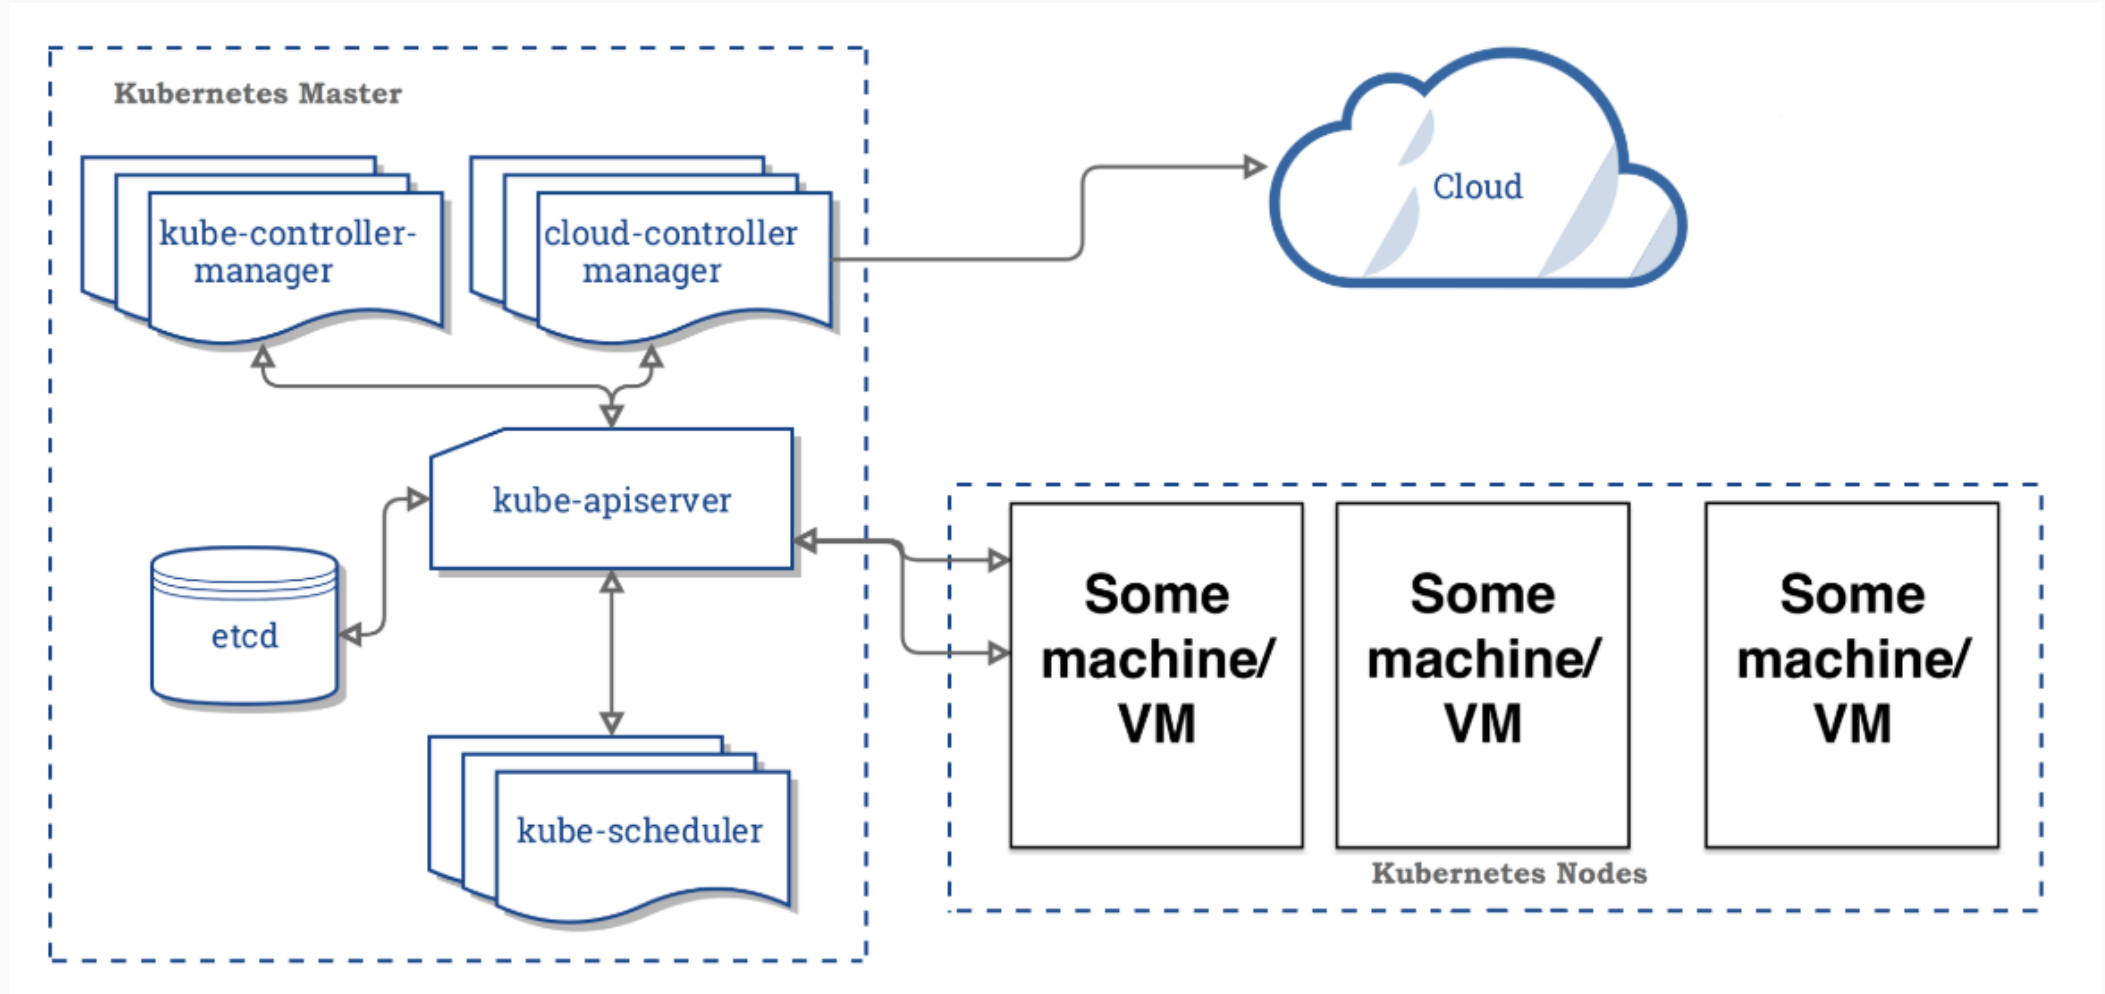 Kubernetes Master
kube-controller-
manager
cloud-controller
manager
Cloud
kube-apiserver
etcd
kube-scheduler
Some
machine/
VM
Some
machine/
VM
Some
machine/
VM
Kubernetes Nodes